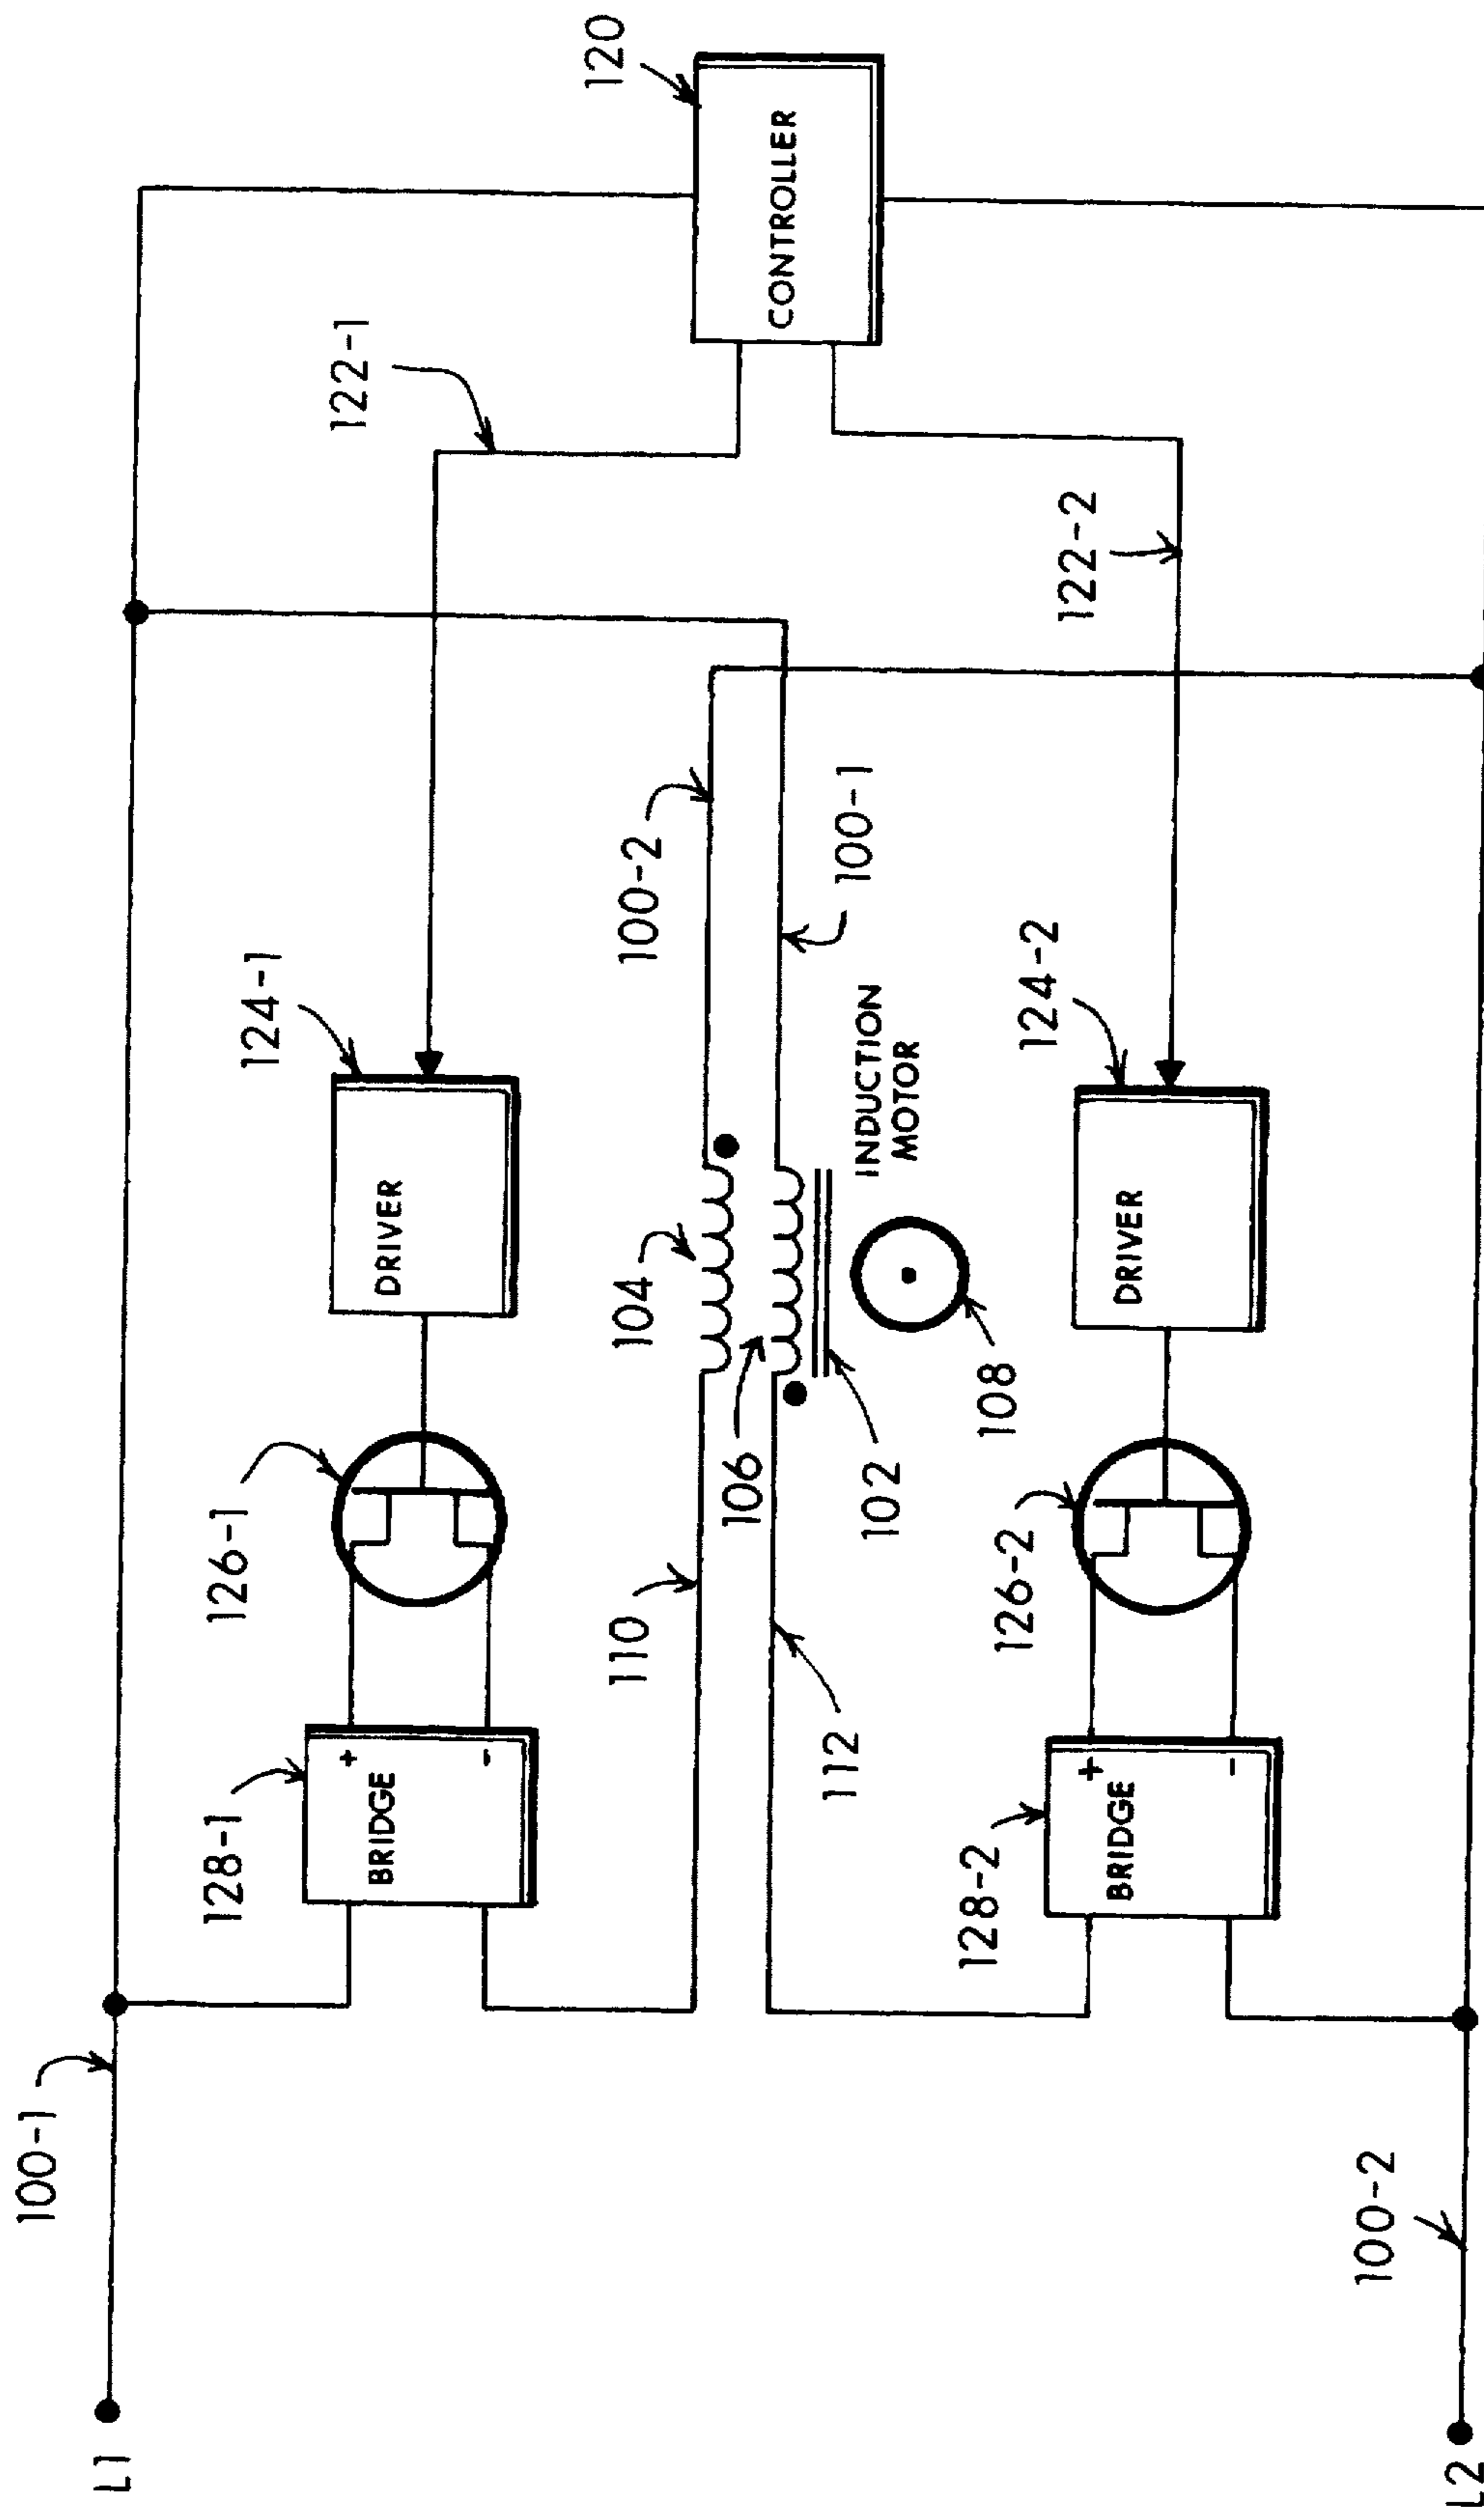 L1
100-1
128-1
BRIDGE
+
-
126-1
124-1
DRIVER
122-1
120
CONTROLLER
110
104
100-2
106
112
102
100-1
INDUCTION
MOTOR
108
128-2
BRIDGE
+
-
126-2
124-2
DRIVER
122-2
100-2
L2